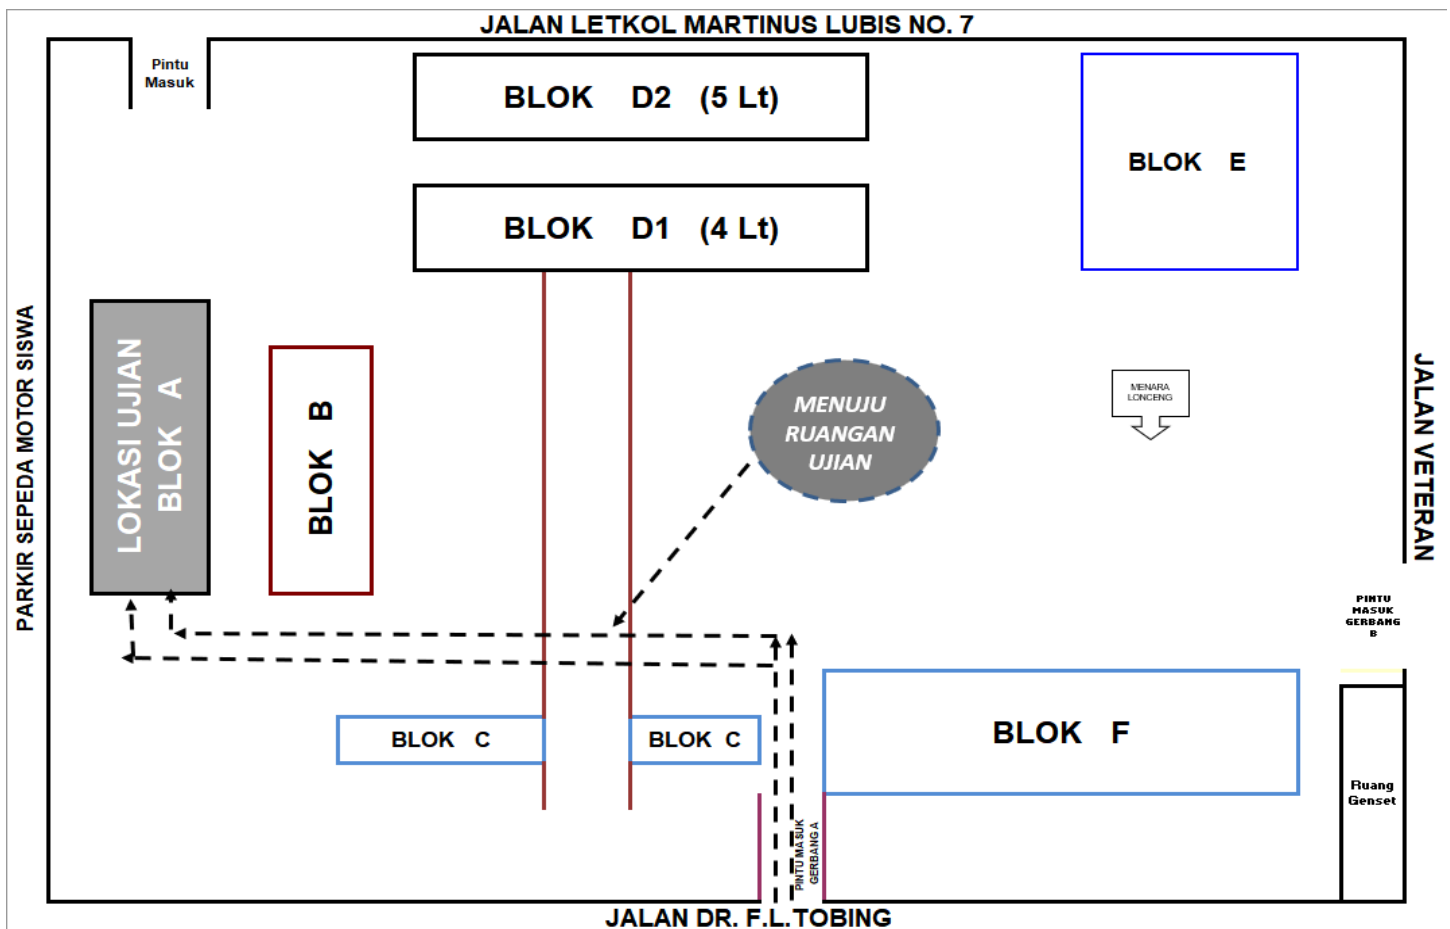 JALAN LETKOL MARTINUS LUBIS NO. 7
Pintu
Masuk
BLOK D2 (5 Lt)
BLOK E
BLOK D1 (4 Lt)
PARKIR SEPEDA MOTOR SISWA
LOKASI UJIAN
BLOK A
BLOK B
MENUJU
RUANGAN
UJIAN
MENARA
LONCENG
JALAN VETERAN
PINTU
MASUK
GERBANG
B
BLOK C
BLOK C
BLOK F
Ruang
Genset
PINTU MASUK
GERBANG A
JALAN DR. F.L.TOBING